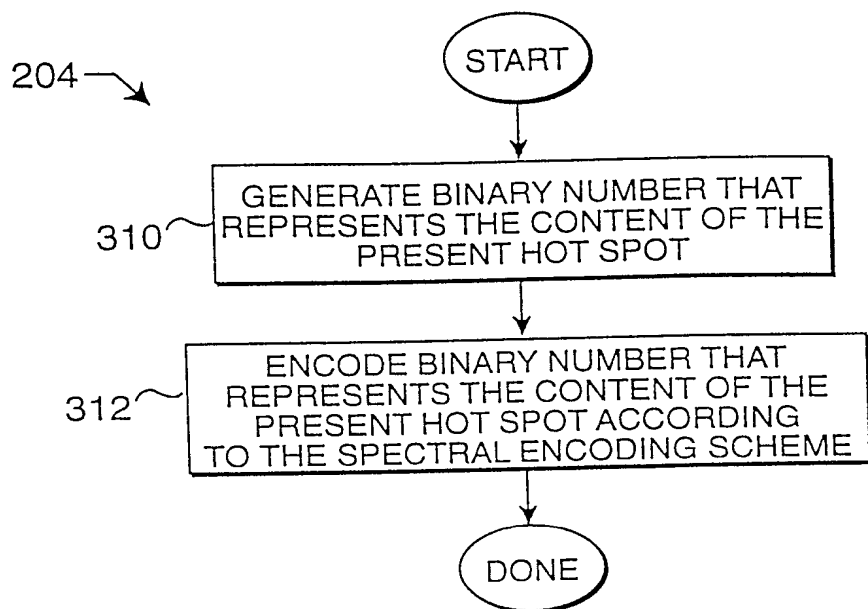 START
204
GENERATE BINARY NUMBER THAT
REPRESENTS THE CONTENT OF THE
PRESENT HOT SPOT
310
ENCODE BINARY NUMBER THAT
REPRESENTS THE CONTENT OF THE
PRESENT HOT SPOT ACCORDING
TO THE SPECTRAL ENCODING SCHEME
312
DONE